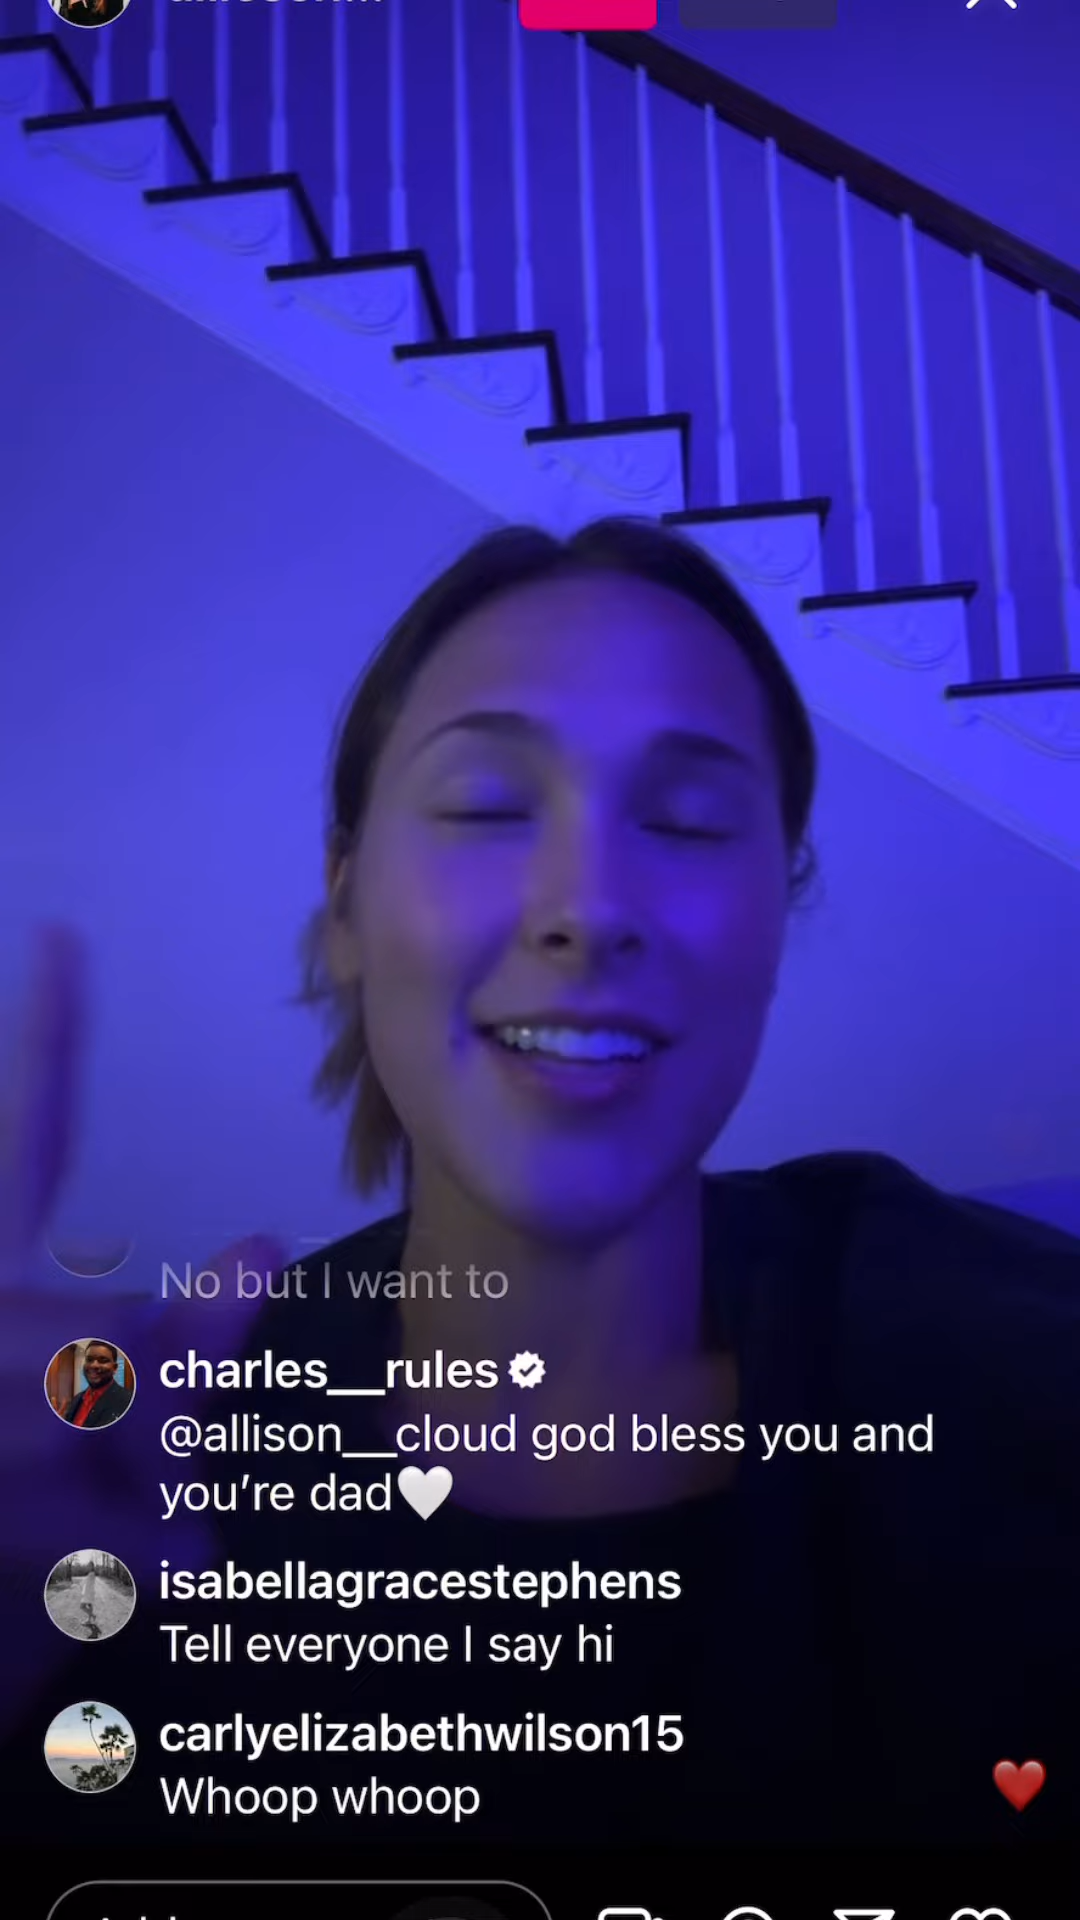 No but I want to
charles__rules
@allison__cloud god bless you and
you’re dad🤍
isabellagracestephens
Tell everyone I say hi
carlyelizabethwilson15
Whoop whoop